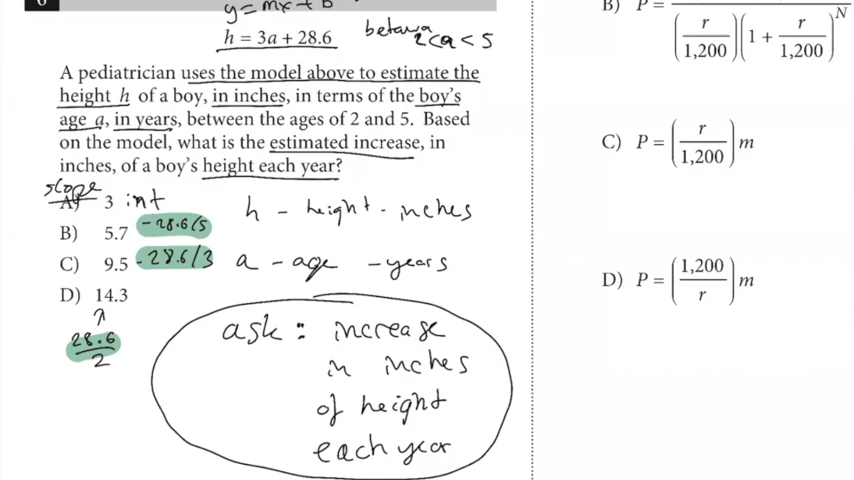 6
y = mx + b
h = 3a + 28.6
2 < a < 5
A pediatrician uses the model above to estimate the
height h of a boy, in inches, in terms of the boy's
age a, in years, between the ages of 2 and 5. Based
on the model, what is the estimated increase, in
inches, of a boy's height each year?
slope
A) 3 int
B) 5.7 - 28.6/5
C) 9.5 - 28.6/3
D) 14.3
28.6
2
h - height - inches
a - age - years
ask : increase
in inches
of height
each year
B) P =
(r/1,200)(1 + r/1,200)^N
C) P = (r/1,200) m
D) P = (1,200/r) m